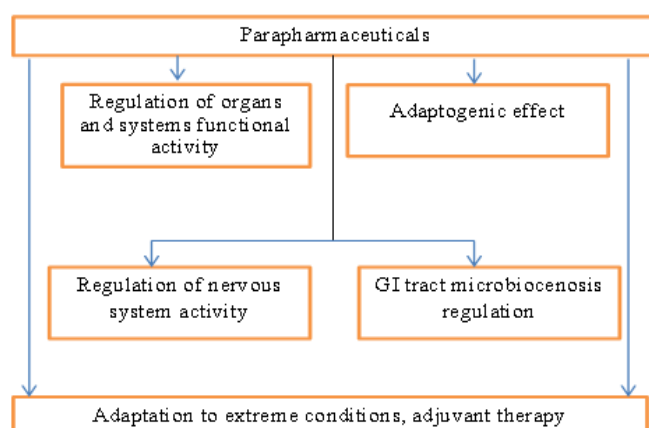 Parapharmaceuticals
Regulation of organs
and systems functional
activity
Adaptogenic effect
Regulation of nervous
system activity
GI tract microbiocenosis
regulation
Adaptation to extreme conditions, adjuvant therapy